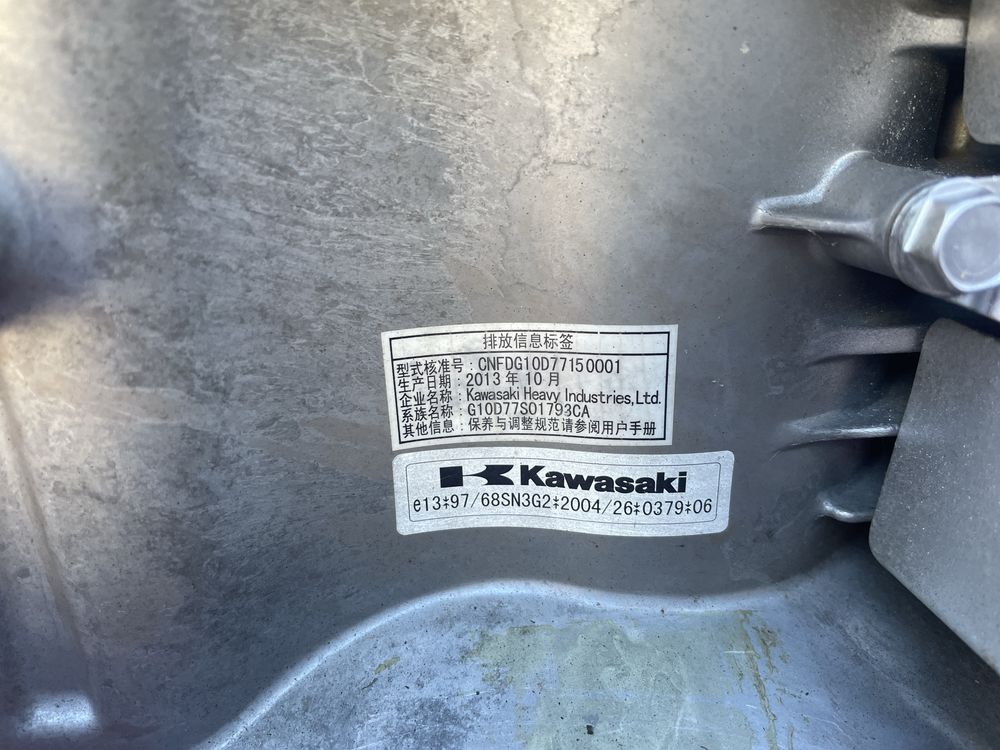 排放信息标签
型式核准号：CNFDG10D77150001
生产日期：2013 年 10 月
企业名称：Kawasaki Heavy Industries,Ltd.
系族名称：G10D77S01793CA
其他信息：保养与调整规范请参阅用户手册
Kawasaki
e13‡97/68SN3G2‡2004/26‡0379‡06